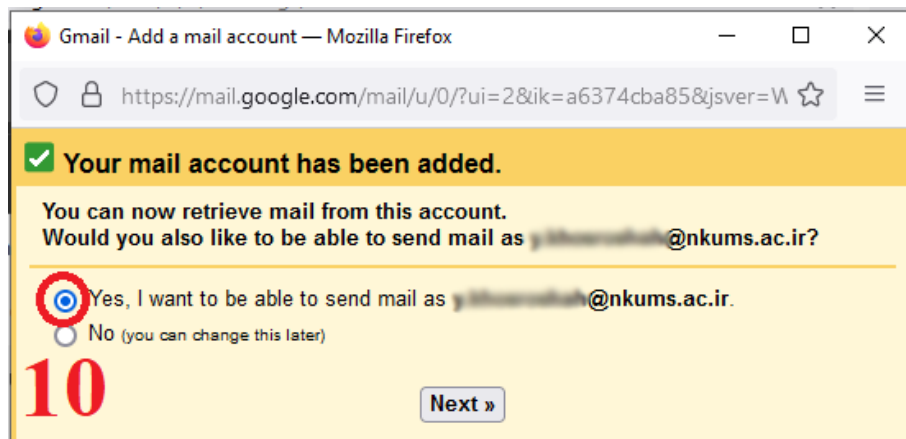 Gmail - Add a mail account — Mozilla Firefox
https://mail.google.com/mail/u/0/?ui=2&ik=a6374cba85&jsver=W
Your mail account has been added.
You can now retrieve mail from this account.
Would you also like to be able to send mail as @nkums.ac.ir?
Yes, I want to be able to send mail as @nkums.ac.ir.
No (you can change this later)
10
Next »